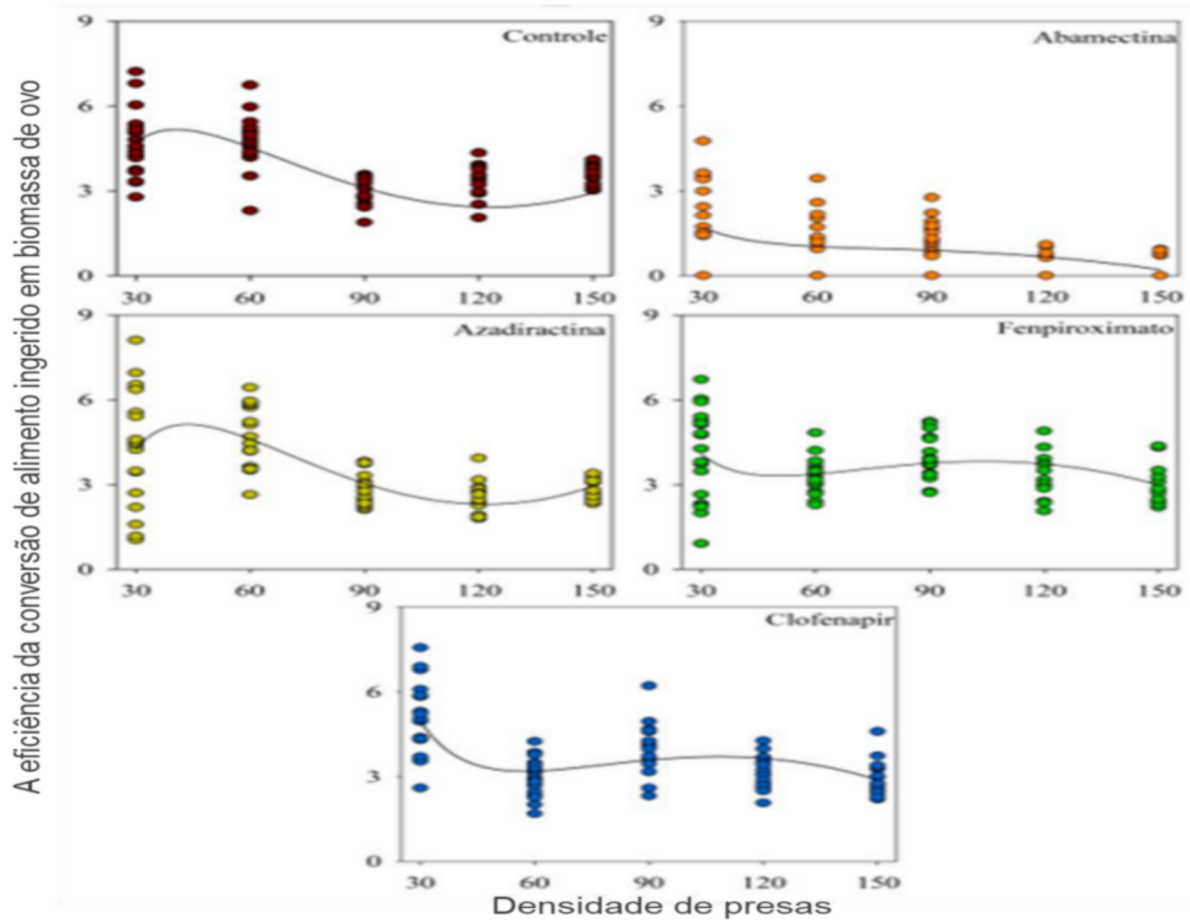 A eficiência da conversão de alimento ingerido em biomassa de ovo
9
Controle
6
3
0
30 60 90 120 150
9
Abamectina
6
3
0
30 60 90 120 150
9
Azadiractina
6
3
0
30 60 90 120 150
9
Fenpiroximato
6
3
0
30 60 90 120 150
9
Clofenapir
6
3
0
30 60 90 120 150
Densidade de presas